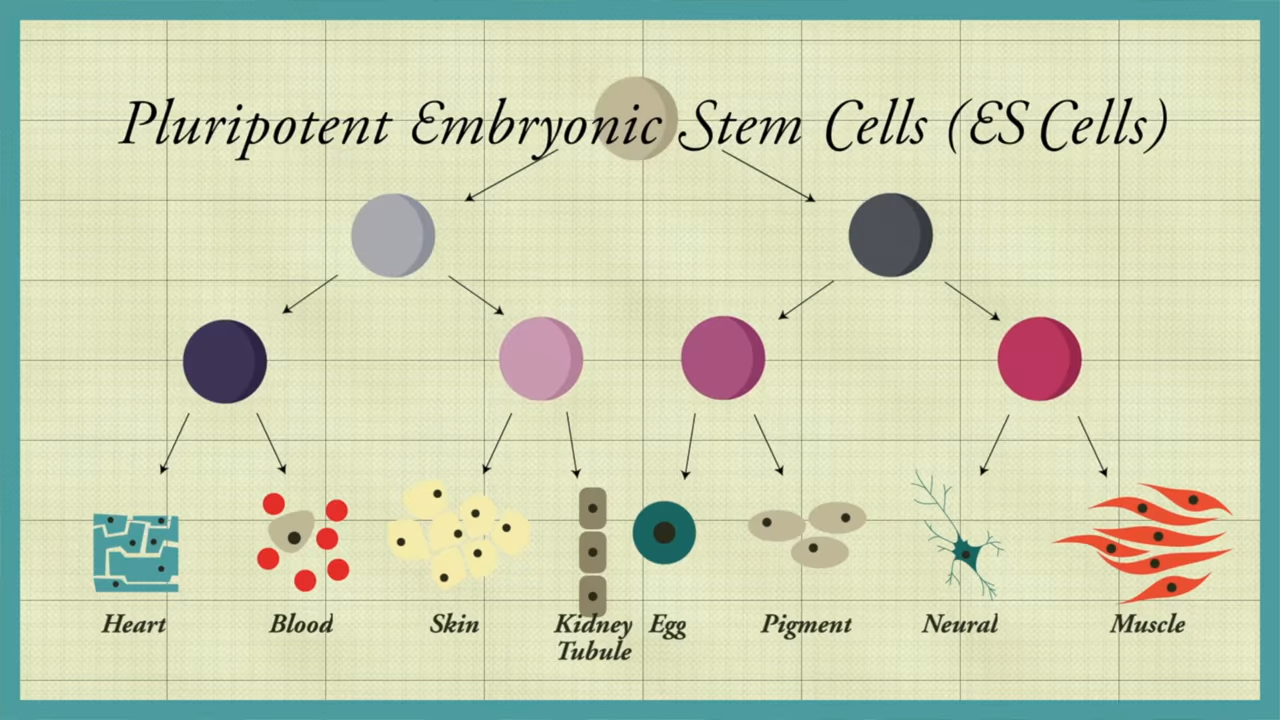 Pluripotent Embryonic Stem Cells (ES Cells)
Heart
Blood
Skin
Kidney
Tubule
Egg
Pigment
Neural
Muscle